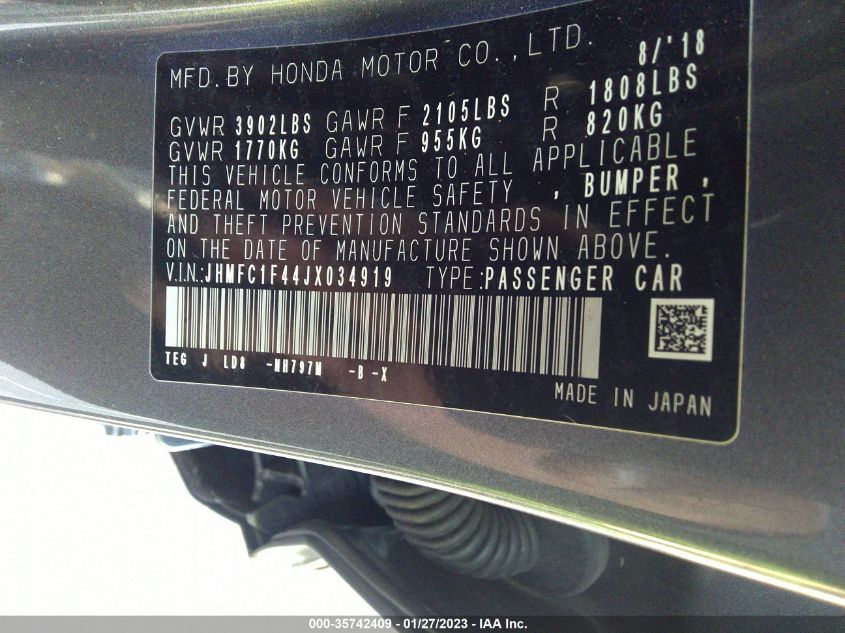 MFD. BY HONDA MOTOR CO., LTD. 8/'18
GVWR 3902LBS GAWR F 2105LBS R 1808LBS
GVWR 1770KG GAWR F 955KG R 820KG
THIS VEHICLE CONFORMS TO ALL APPLICABLE
FEDERAL MOTOR VEHICLE SAFETY , BUMPER ,
AND THEFT PREVENTION STANDARDS IN EFFECT
ON THE DATE OF MANUFACTURE SHOWN ABOVE.
V.I.N:JHMFC1F44JX034919 TYPE:PASSENGER CAR
TEG J LD8 -NH797M -B-X
MADE IN JAPAN
000-35742409 - 01/27/2023 - IAA Inc.